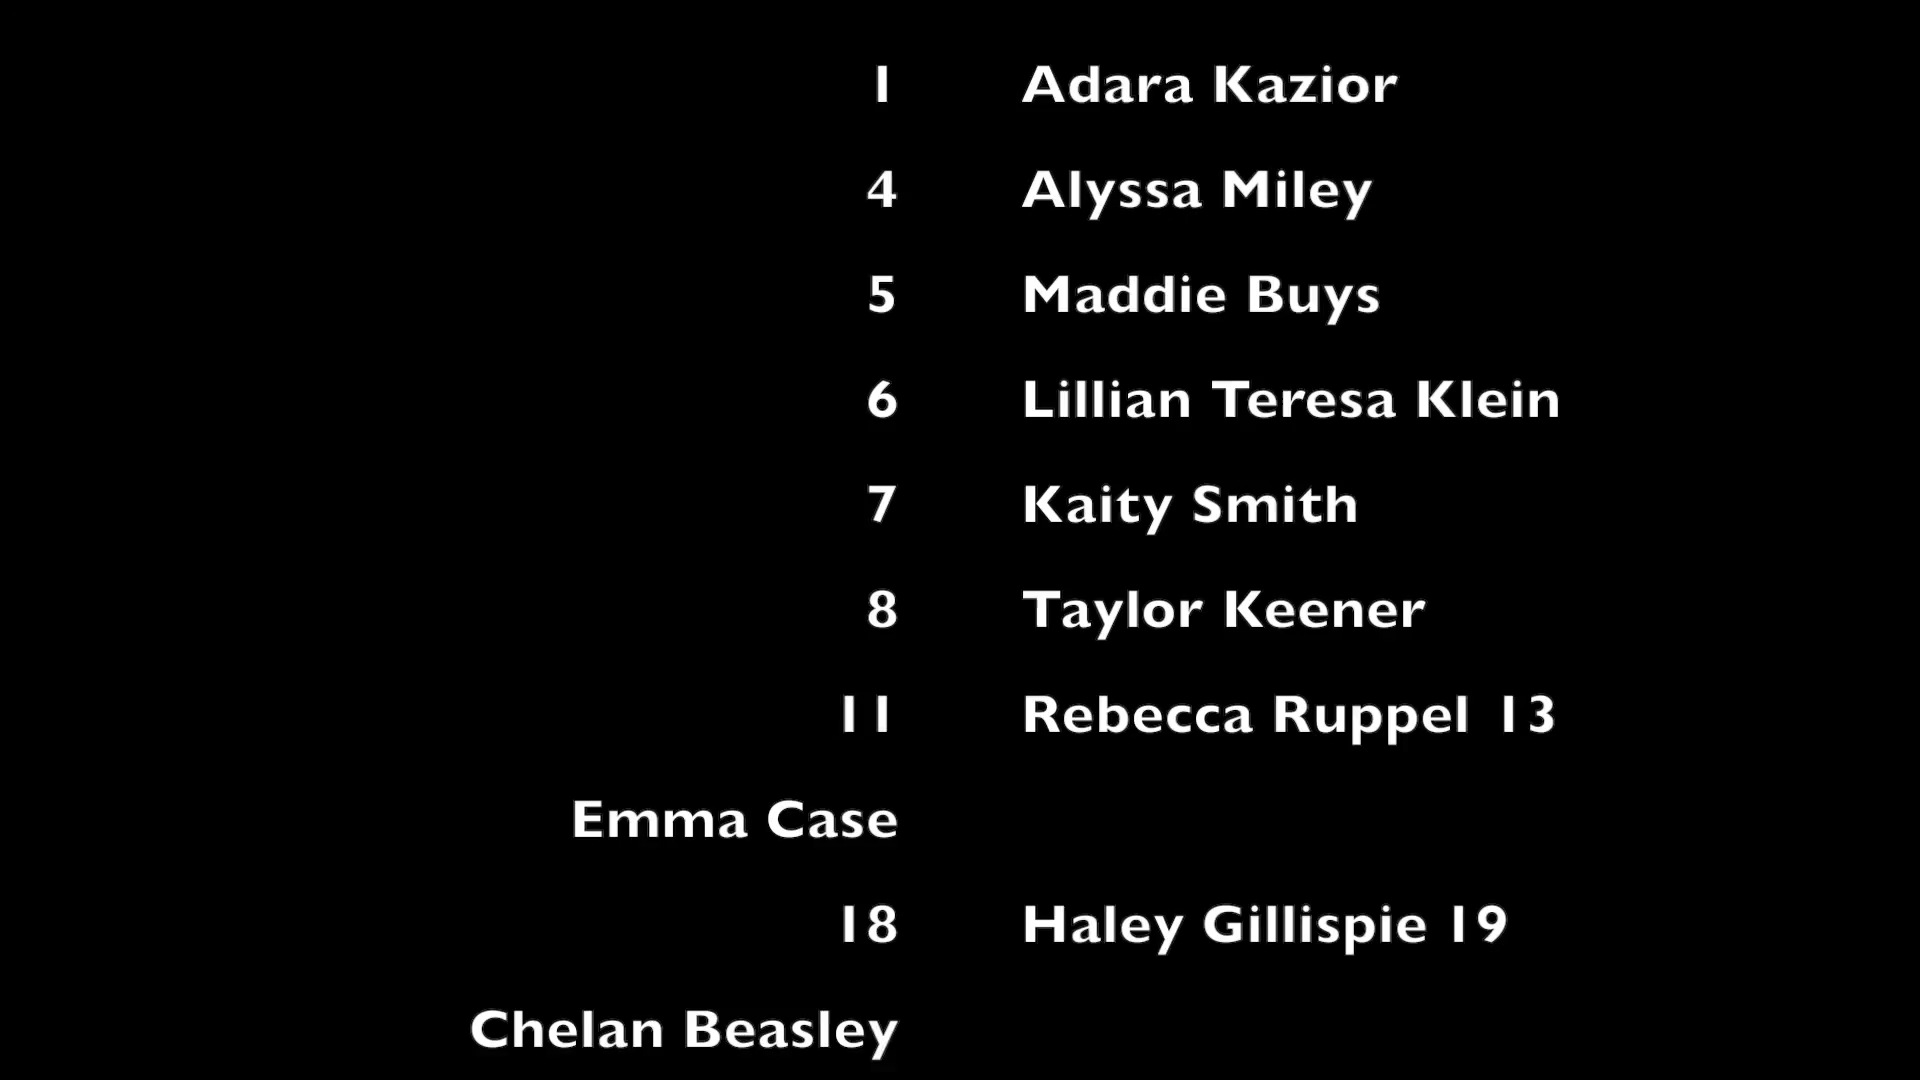 1 Adara Kazior
4 Alyssa Miley
5 Maddie Buys
6 Lillian Teresa Klein
7 Kaity Smith
8 Taylor Keener
11 Rebecca Ruppel 13
Emma Case
18 Haley Gillispie 19
Chelan Beasley